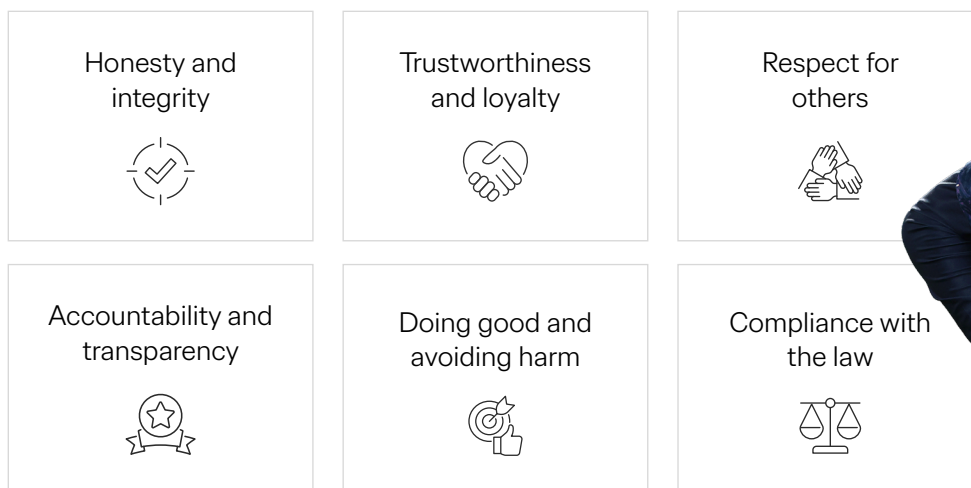 Honesty and
integrity
Trustworthiness
and loyalty
Respect for
others
Accountability and
transparency
Doing good and
avoiding harm
Compliance with
the law